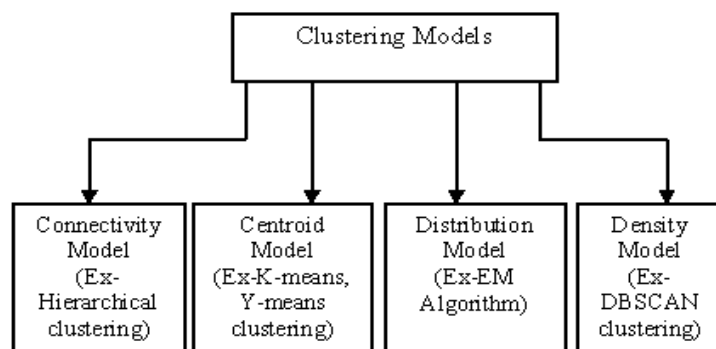 Clustering Models
Connectivity
Model
(Ex-
Hierarchical
clustering)
Centroid
Model
(Ex-K-means,
Y-means
clustering)
Distribution
Model
(Ex-EM
Algorithm)
Density
Model
(Ex-
DBSCAN
clustering)